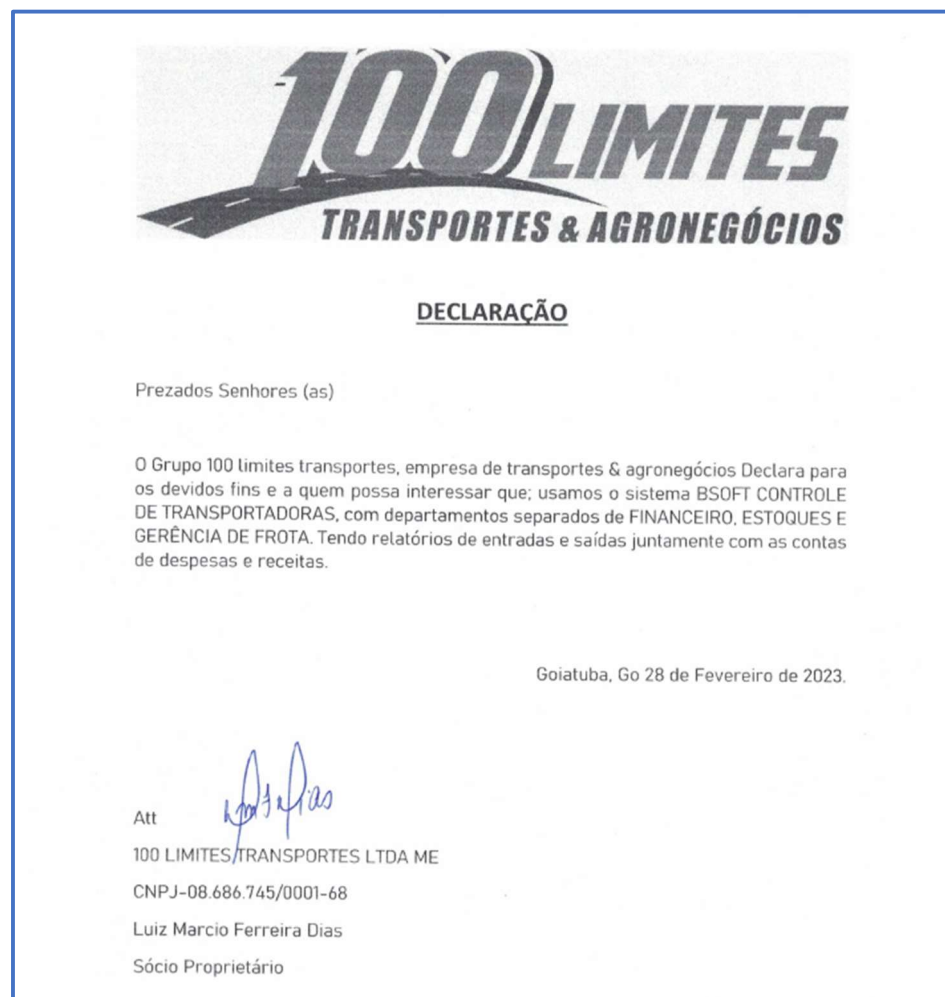 100 LIMITES
TRANSPORTES & AGRONEGÓCIOS
DECLARAÇÃO
Prezados Senhores (as)
O Grupo 100 limites transportes, empresa de transportes & agronegócios Declara para
os devidos fins e a quem possa interessar que; usamos o sistema BSOFT CONTROLE
DE TRANSPORTADORAS, com departamentos separados de FINANCEIRO, ESTOQUES E
GERÊNCIA DE FROTA. Tendo relatórios de entradas e saídas juntamente com as contas
de despesas e receitas.
Goiatuba, Go 28 de Fevereiro de 2023.
Att
100 LIMITES TRANSPORTES LTDA ME
CNPJ-08.686.745/0001-68
Luiz Marcio Ferreira Dias
Sócio Proprietário